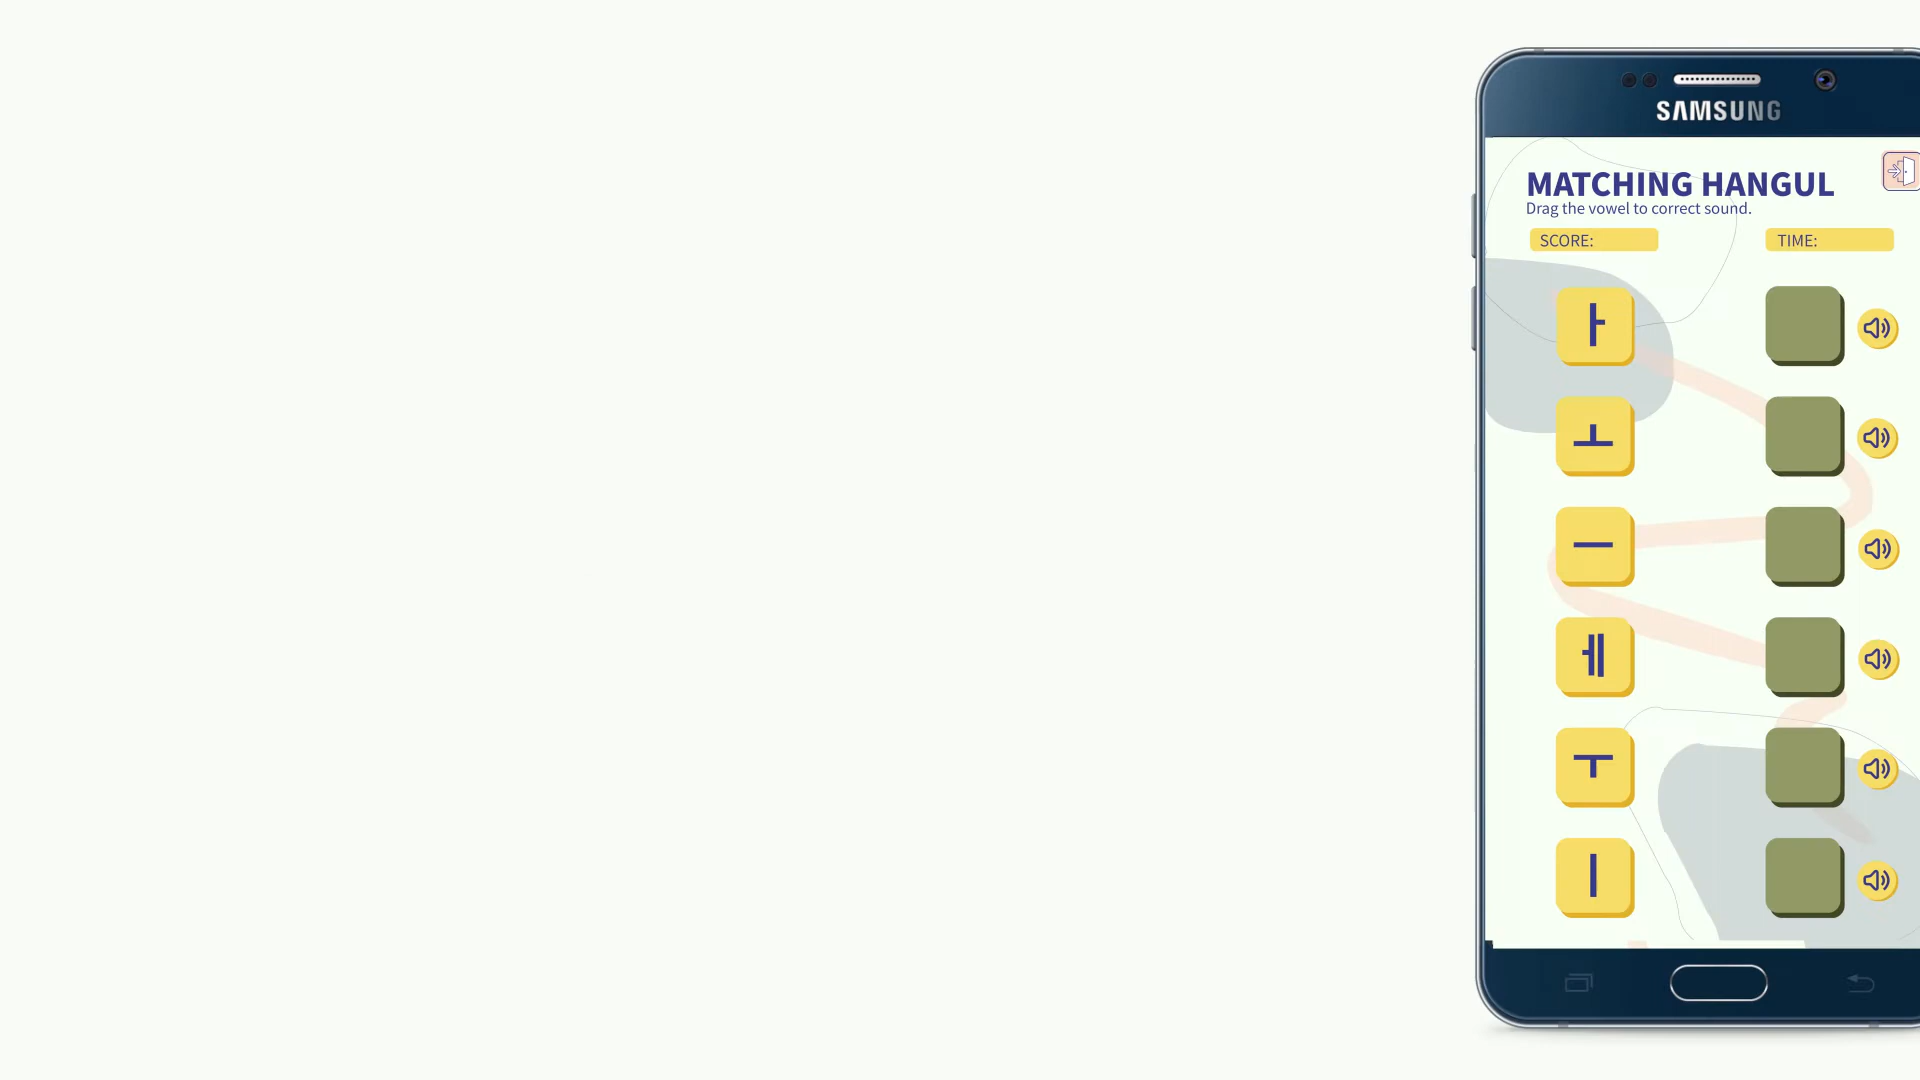 SAMSUNG
MATCHING HANGUL
Drag the vowel to correct sound.
SCORE:
TIME:
ㅏ
ㅗ
ㅡ
ㅔ
ㅜ
ㅣ